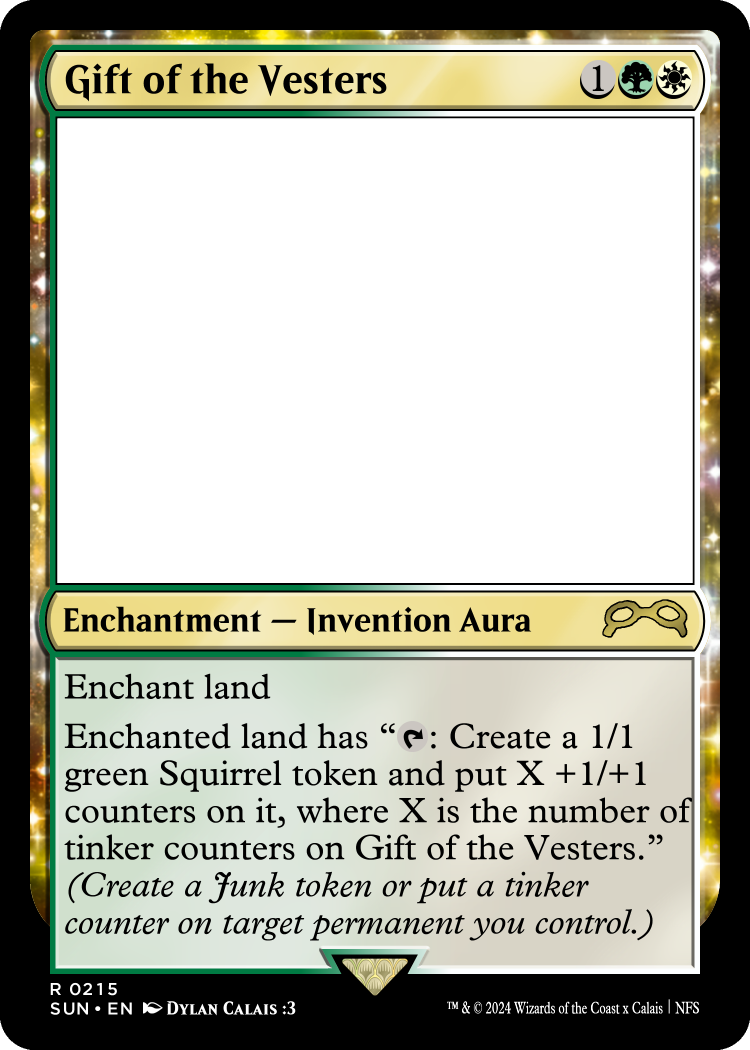 Gift of the Vesters 1
Enchantment — Invention Aura
Enchant land
Enchanted land has “ : Create a 1/1
green Squirrel token and put X +1/+1
counters on it, where X is the number of
tinker counters on Gift of the Vesters.”
(Create a Junk token or put a tinker
counter on target permanent you control.)
R 0215
SUN • EN DYLAN CALAIS :3
™ & © 2024 Wizards of the Coast x Calais | NFS